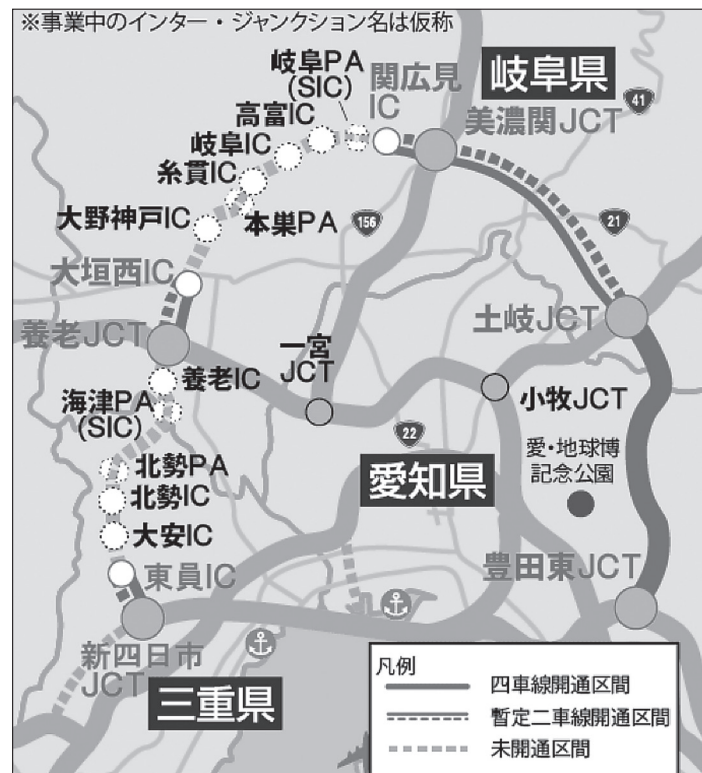 ※事業中のインター・ジャンクション名は仮称
岐阜PA
(SIC)
関広見
IC
岐阜県
41
高富IC
美濃関JCT
岐阜IC
糸貫IC
大野神戸IC
本巣PA
156
21
大垣西IC
土岐JCT
養老JCT
一宮
JCT
養老IC
小牧JCT
海津PA
(SIC)
22
愛・地球博
記念公園
北勢PA
愛知県
北勢IC
大安IC
東員IC
豊田東JCT
新四日市
JCT
三重県
凡例
四車線開通区間
暫定二車線開通区間
未開通区間